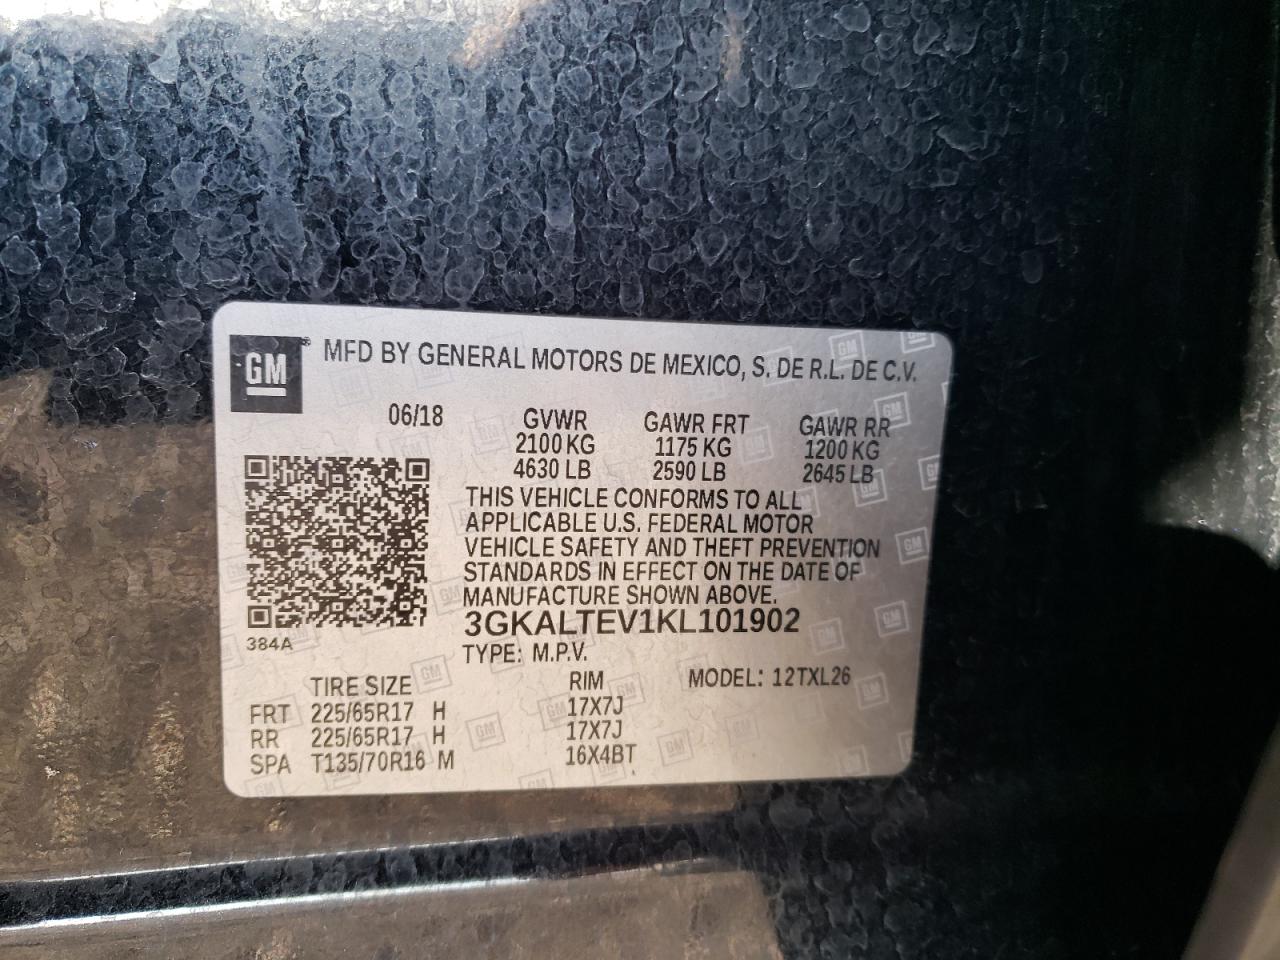 GM® MFD BY GENERAL MOTORS DE MEXICO, S. DE R.L. DE C.V.
06/18 GVWR GAWR FRT GAWR RR
2100 KG 1175 KG 1200 KG
4630 LB 2590 LB 2645 LB
THIS VEHICLE CONFORMS TO ALL
APPLICABLE U.S. FEDERAL MOTOR
VEHICLE SAFETY AND THEFT PREVENTION
STANDARDS IN EFFECT ON THE DATE OF
MANUFACTURE SHOWN ABOVE.
3GKALTEV1KL101902
384A
TYPE: M.P.V.
TIRE SIZE RIM MODEL: 12TXL26
FRT 225/65R17 H 17X7J
RR 225/65R17 H 17X7J
SPA T135/70R16 M 16X4BT